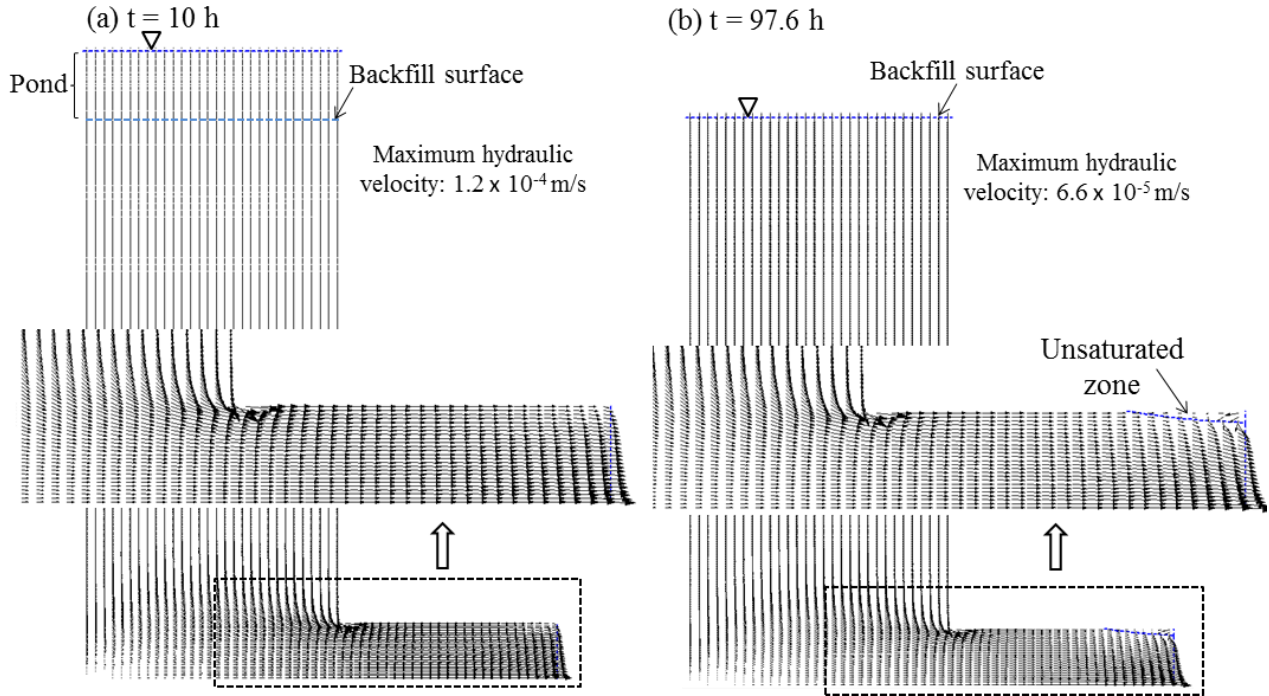 (a) t = 10 h
Pond
Backfill surface
Maximum hydraulic
velocity: 1.2 x 10⁻⁴ m/s
(b) t = 97.6 h
Backfill surface
Maximum hydraulic
velocity: 6.6 x 10⁻⁵ m/s
Unsaturated
zone